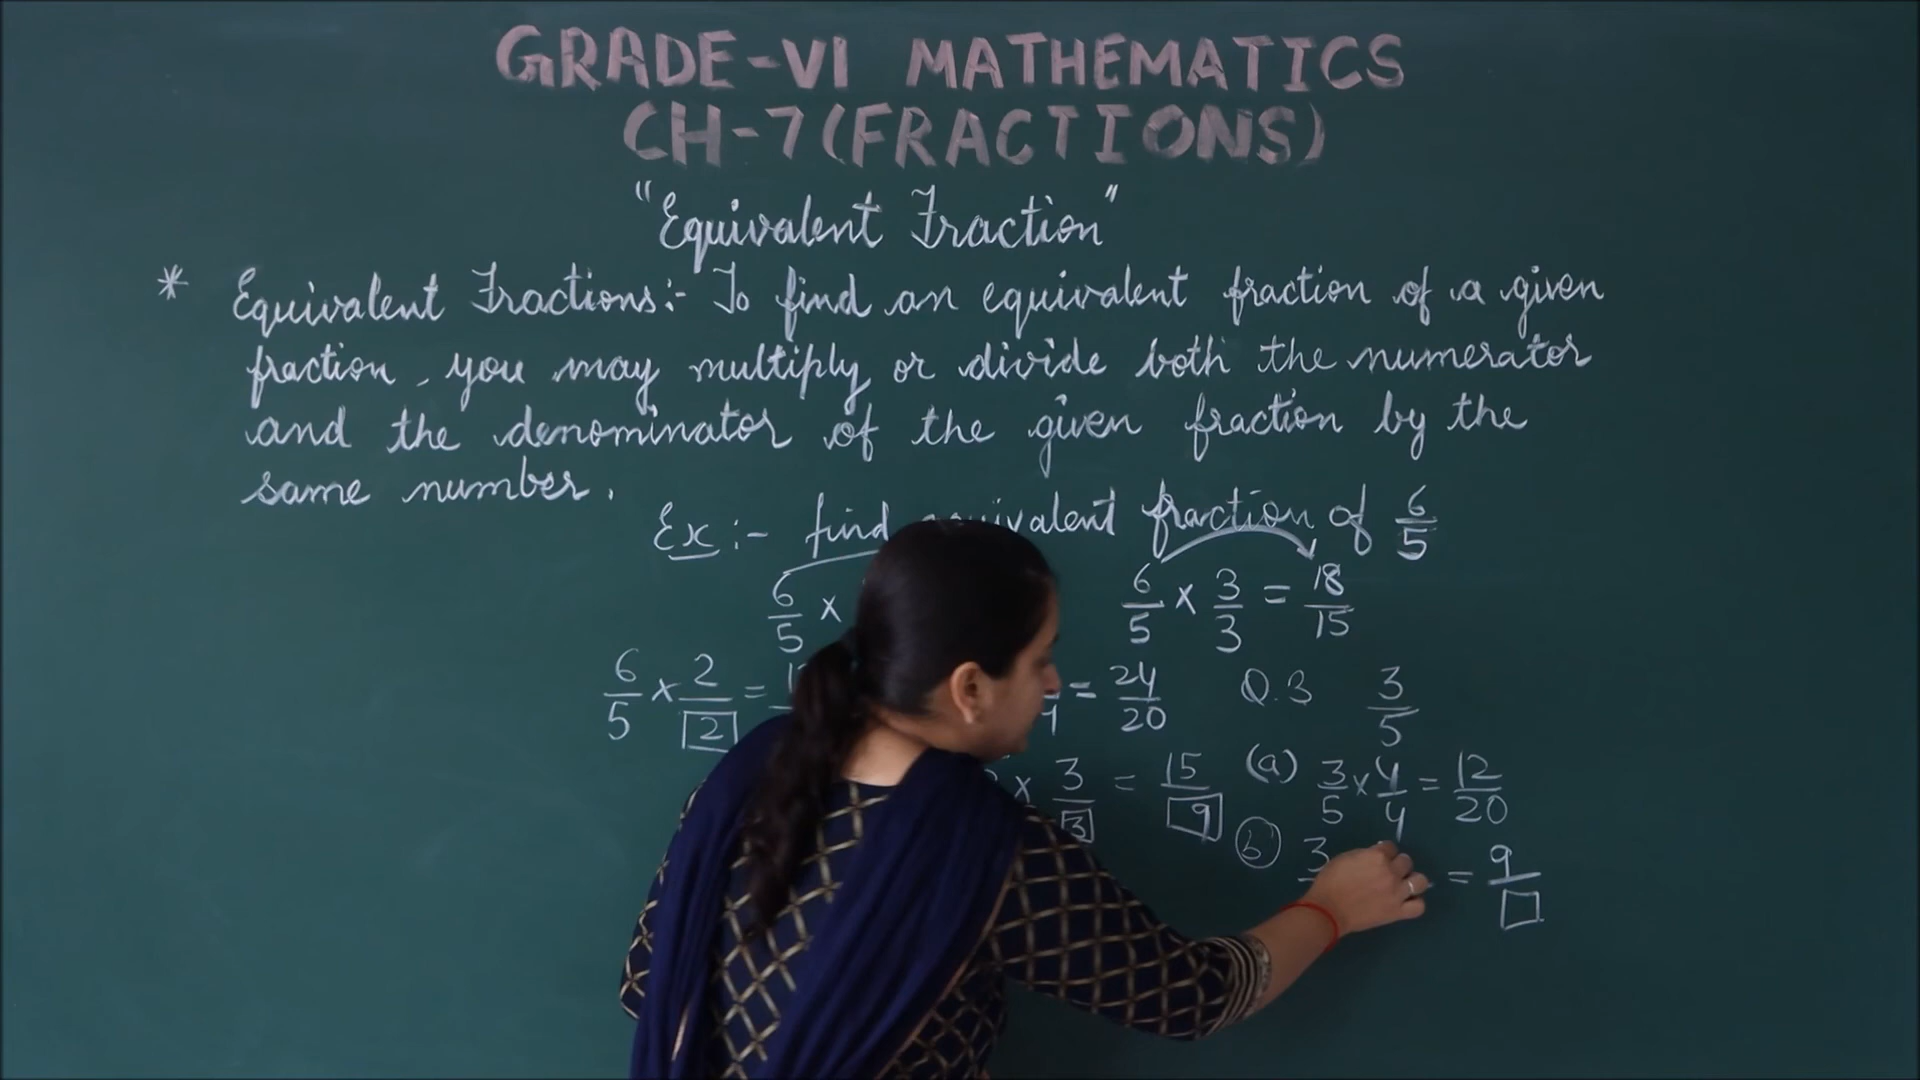 GRADE-VI MATHEMATICS
CH-7 (FRACTIONS)
"Equivalent Fraction"
* Equivalent Fractions:- To find an equivalent fraction of a given
fraction, you may multiply or divide both the numerator
and the denominator of the given fraction by the
same number.
Ex:- find equivalent fraction of 6/5
6/5 ×
6/5 × 3/3 = 18/15
6/5 × 2/2 =
= 24/20
Q.3 3/5
× 3/3 = 15/9
(a) 3/5 × 4/4 = 12/20
(b) 3
= 9/□